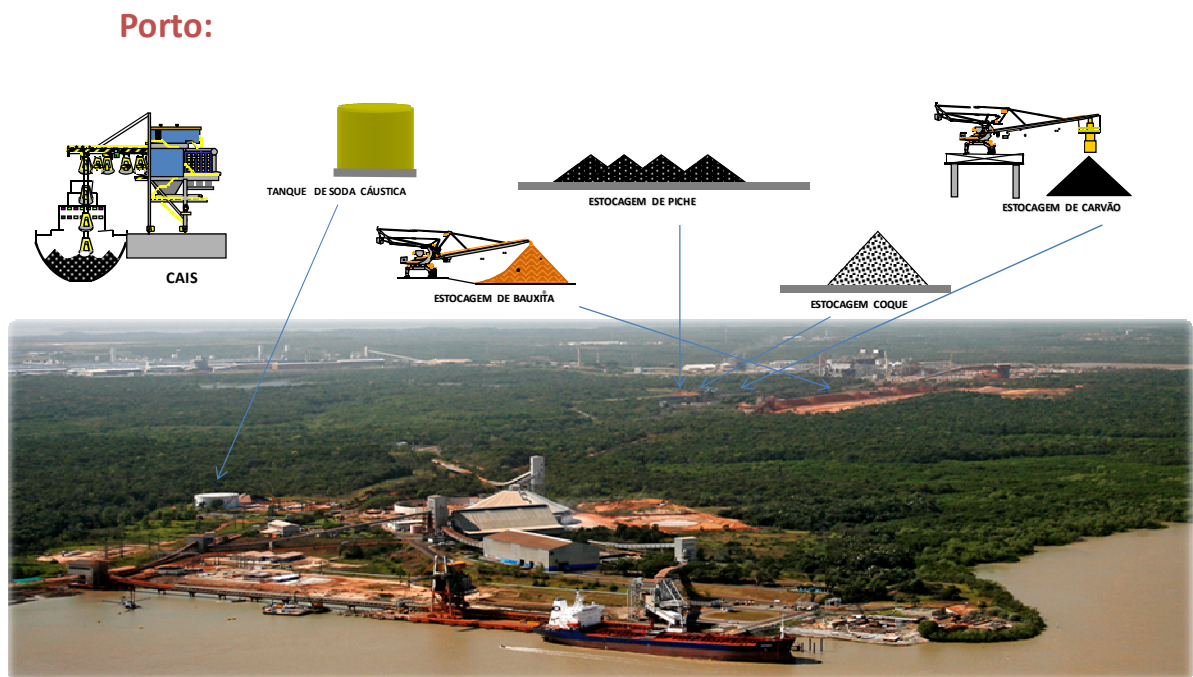 Porto:
TANQUE DE SODA CÁUSTICA
ESTOCAGEM DE PICHE
ESTOCAGEM DE CARVÃO
CAIS
ESTOCAGEM DE BAUXITA
ESTOCAGEM COQUE